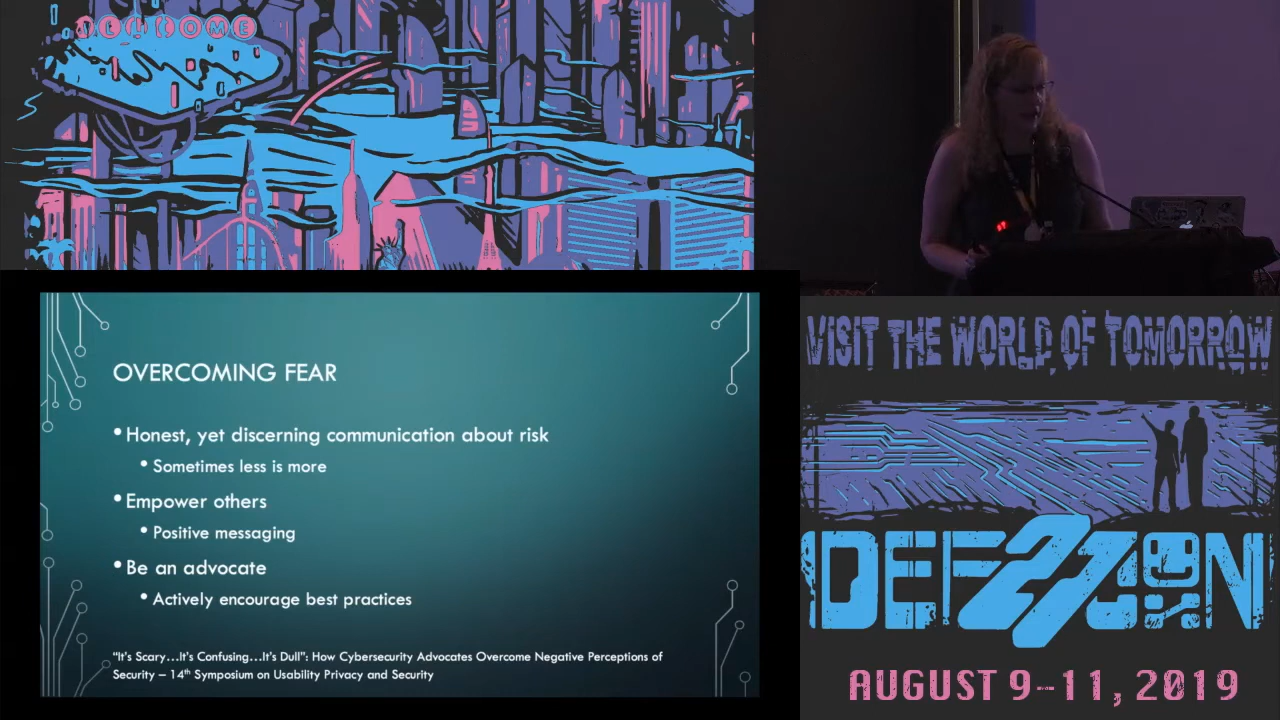 WELCOME
OVERCOMING FEAR
• Honest, yet discerning communication about risk
• Sometimes less is more
• Empower others
• Positive messaging
• Be an advocate
• Actively encourage best practices
"It's Scary...It's Confusing...It's Dull": How Cybersecurity Advocates Overcome Negative Perceptions of
Security – 14th Symposium on Usability Privacy and Security
VISIT THE WORLD OF TOMORROW
DEF27CON
AUGUST 9-11, 2019